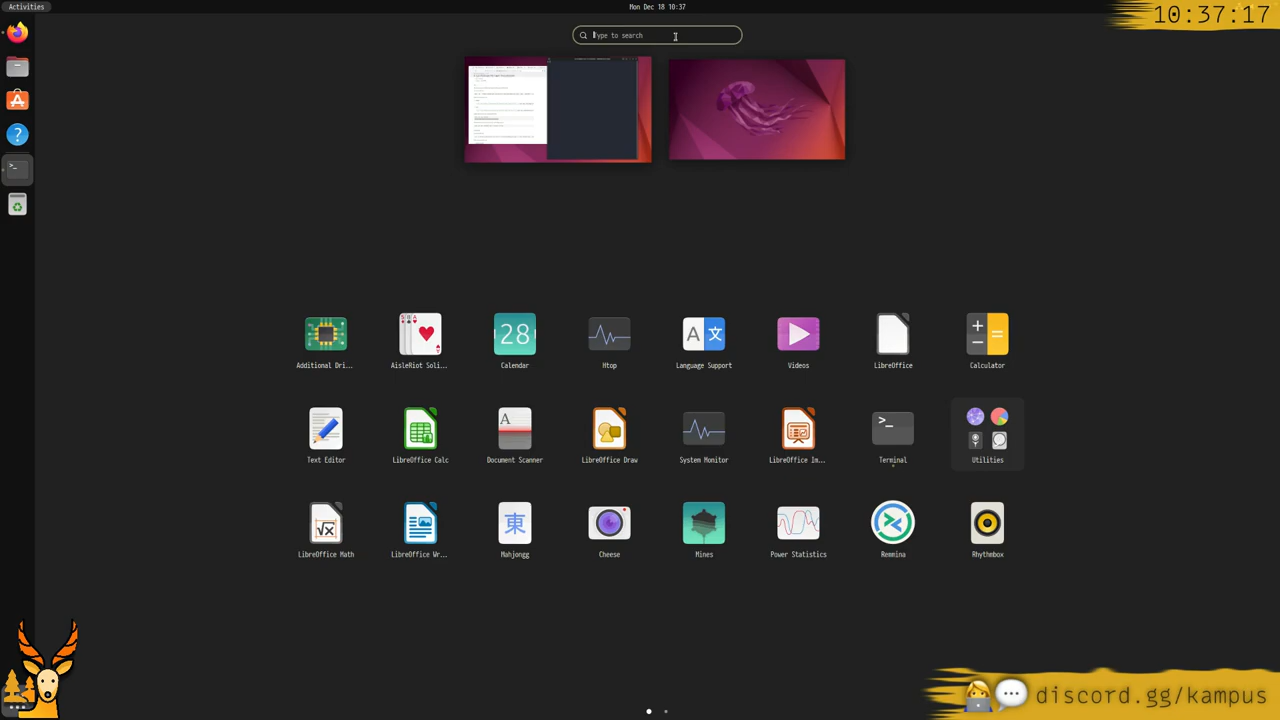 Activities
Mon Dec 18 10:37
10:37:17
Type to search
Additional Dri...
AisleRiot Soli...
28
Calendar
Htop
A 文
Language Support
Videos
LibreOffice
Calculator
Text Editor
LibreOffice Calc
A
Document Scanner
LibreOffice Draw
System Monitor
LibreOffice Im...
>_
Terminal
Utilities
√x
LibreOffice Math
LibreOffice Wr...
東
Mahjongg
Cheese
Mines
Power Statistics
Remmina
Rhythmbox
discord.gg/kampus